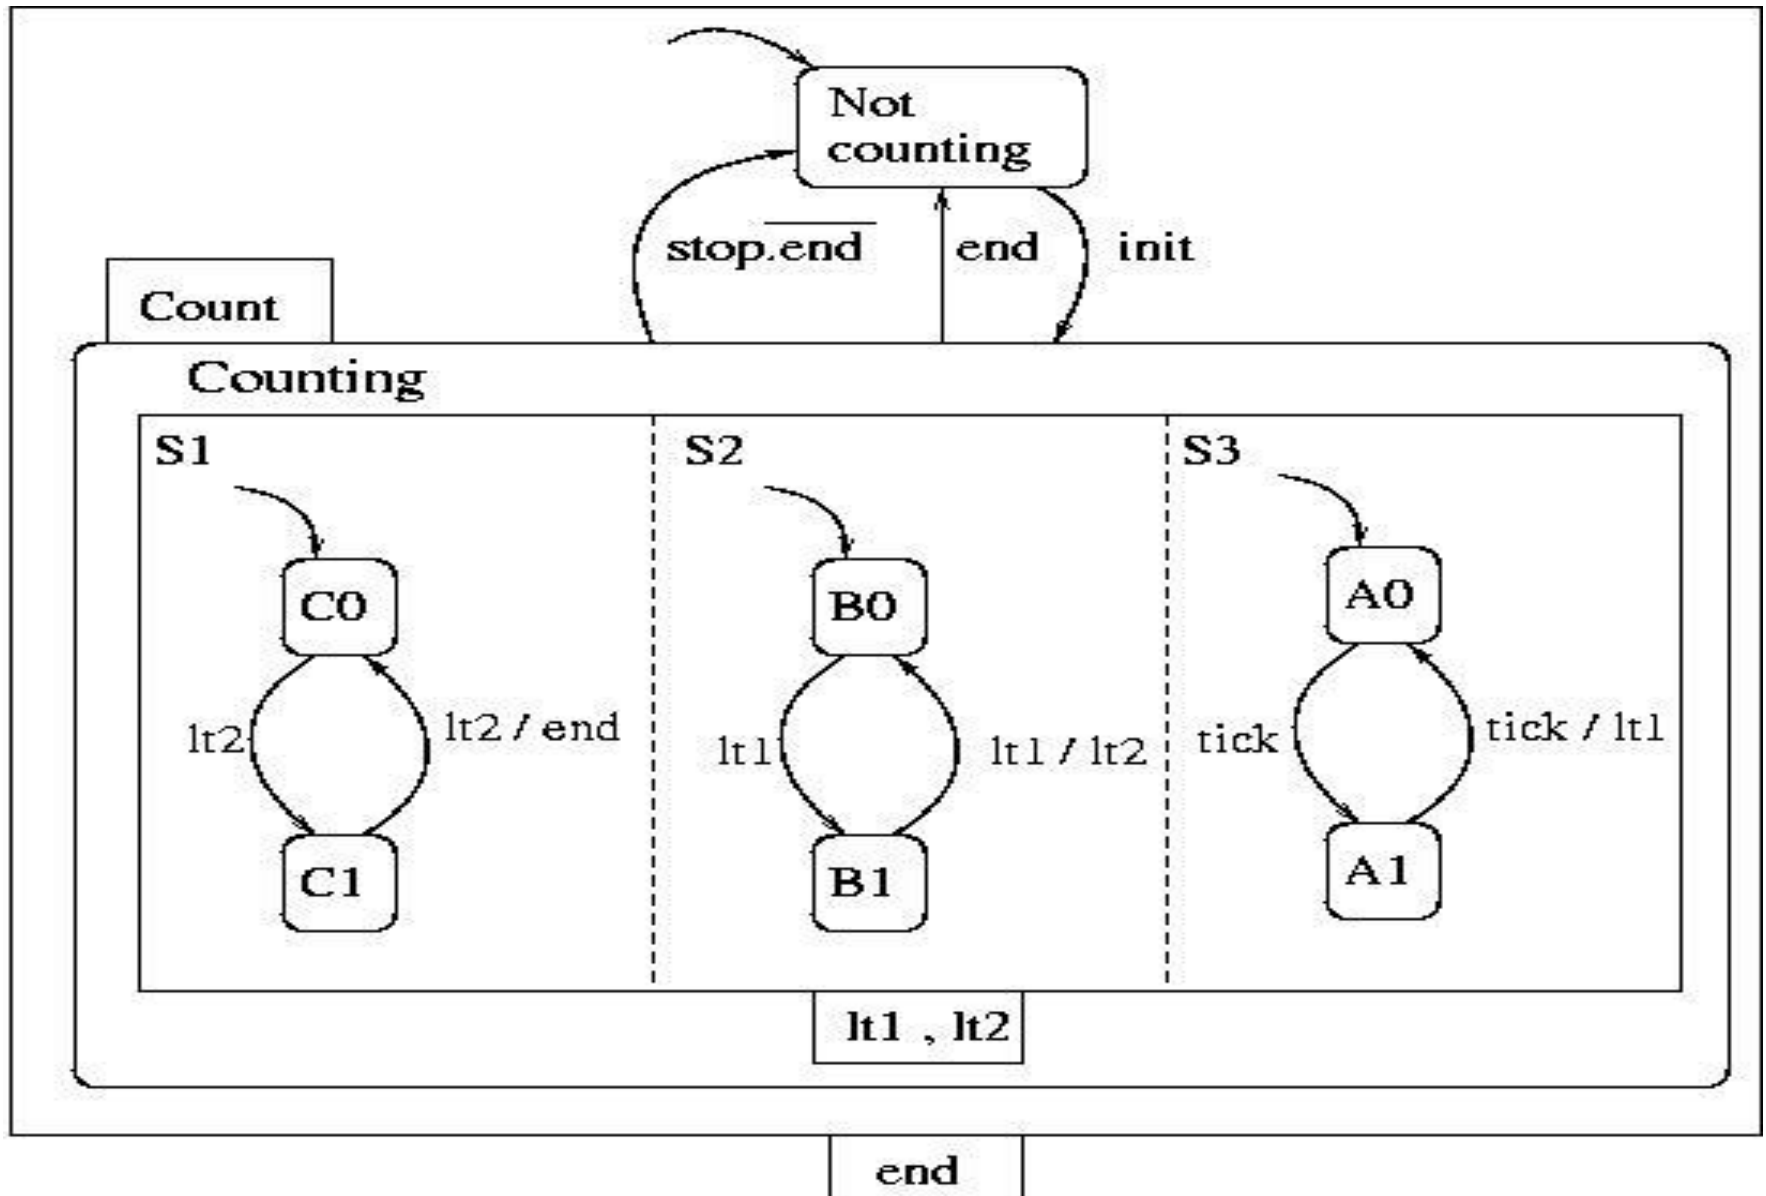 Not
counting
stop.end
end
init
Count
Counting
S1
S2
S3
C0
B0
A0
lt2
lt2 / end
lt1
lt1 / lt2
tick
tick / lt1
C1
B1
A1
lt1 , lt2
end